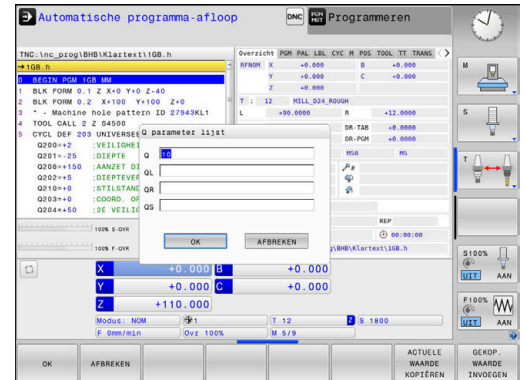 Automatische programma-afloop
DNC PGM MGT Programmeren
TNC:\nc_prog\BHB\Klartext\1GB.h
→1GB.h
0 BEGIN PGM 1GB MM
1 BLK FORM 0.1 Z X+0 Y+0 Z-40
2 BLK FORM 0.2 X+100 Y+100 Z+0
3 * - Machine hole pattern ID 27943KL1
4 TOOL CALL 2 Z S4500
5 CYCL DEF 203 UNIVERSEE
Q200=+2 ;VEILIGHEI
Q201=-25 ;DIEPTE
Q206=+150 ;AANZET DI
Q202=+5 ;DIEPTEVER
Q210=+0 ;STILSTAND
Q203=+0 ;COORD. OP
Q204=+50 ;2E VEILIG
100% S-OVR
100% F-OVR
Overzicht PGM PAL LBL CYC M POS TOOL TT TRANS
RFNOM X +0.000 B +0.000
Y +0.000 C +0.000
Z +0.000
T : 12 MILL_D24_ROUGH
L +90.0000 R +12.0000
DR-TAB +0.0000
DR-PGM +0.0000
M50 M5
REP
00:00:00
g\BHB\Klartext\1GB.h
Q parameter lijst
Q 10
QL
QR
QS
OK AFBREKEN
X +0.000 B +0.000
Y +0.000 C +0.000
Z +110.000
Modus: NOM 1 T 12 Z S 1800
F 0mm/min Ovr 100% M 5/9
M
S
T
S100%
UIT AAN
F100%
UIT AAN
OK AFBREKEN
ACTUELE WAARDE KOPIËREN
GEKOP. WAARDE INVOEGEN